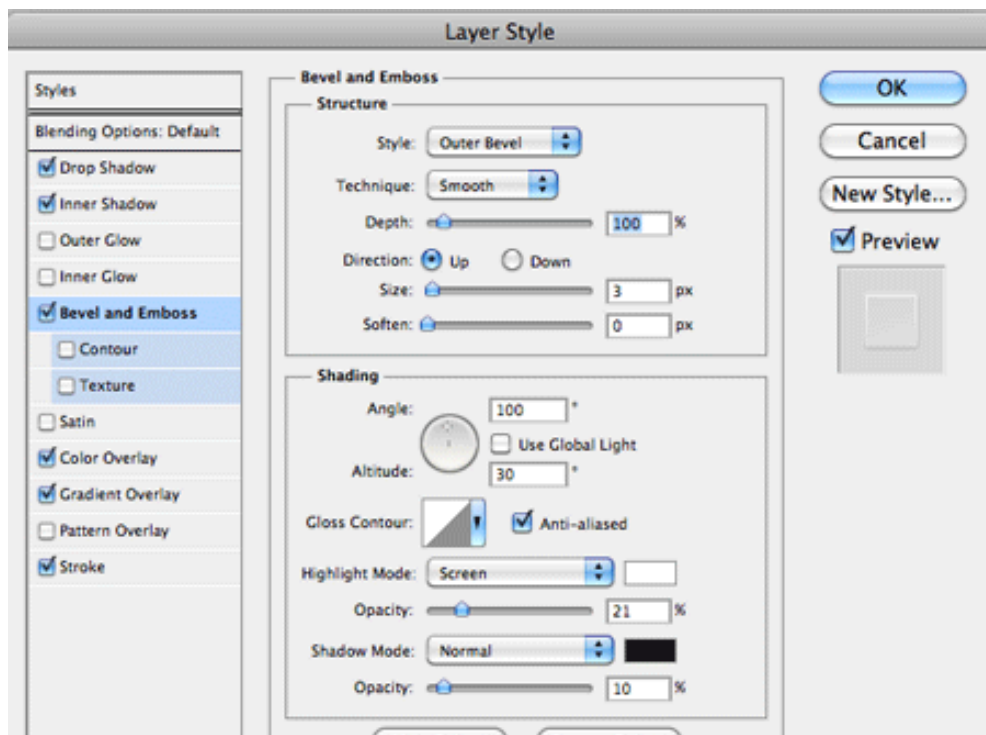 Layer Style
Styles
Blending Options: Default
Drop Shadow
Inner Shadow
Outer Glow
Inner Glow
Bevel and Emboss
Contour
Texture
Satin
Color Overlay
Gradient Overlay
Pattern Overlay
Stroke
Bevel and Emboss
Structure
Style: Outer Bevel
Technique: Smooth
Depth: 100 %
Direction: Up Down
Size: 3 px
Soften: 0 px
Shading
Angle: 100 °
Use Global Light
Altitude: 30 °
Gloss Contour: Anti-aliased
Highlight Mode: Screen
Opacity: 21 %
Shadow Mode: Normal
Opacity: 10 %
OK
Cancel
New Style...
Preview